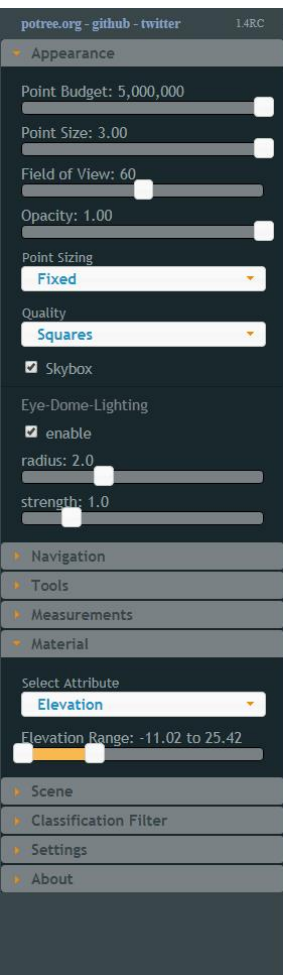 potree.org - github - twitter 1.4RC
Appearance
Point Budget: 5,000,000
Point Size: 3.00
Field of View: 60
Opacity: 1.00
Point Sizing
Fixed
Quality
Squares
Skybox
Eye-Dome-Lighting
enable
radius: 2.0
strength: 1.0
Navigation
Tools
Measurements
Material
Select Attribute
Elevation
Elevation Range: -11.02 to 25.42
Scene
Classification Filter
Settings
About